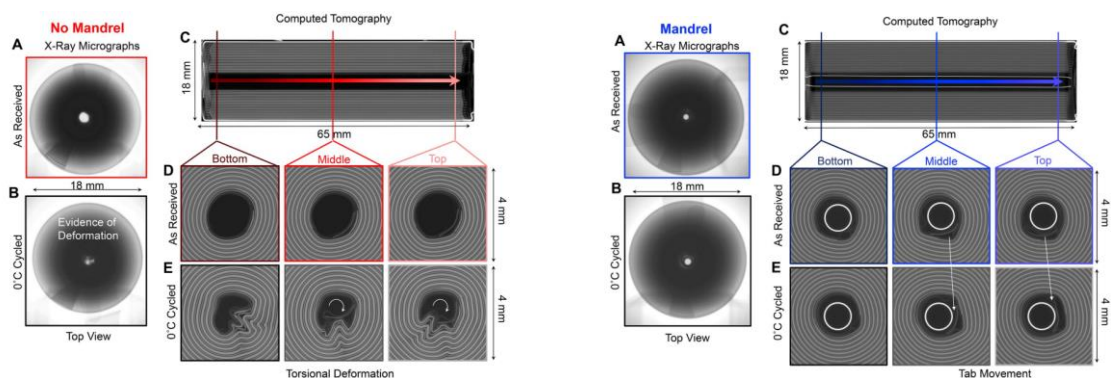 No Mandrel
Computed Tomography
A
X-Ray Micrographs
C
As Received
18 mm
65 mm
Bottom
Middle
Top
18 mm
B
D
As Received
4 mm
Evidence of
Deformation
0°C Cycled
E
0°C Cycled
4 mm
Top View
Torsional Deformation
Mandrel
Computed Tomography
A
X-Ray Micrographs
C
As Received
18 mm
65 mm
Bottom
Middle
Top
18 mm
B
D
As Received
4 mm
0°C Cycled
E
0°C Cycled
4 mm
Top View
Tab Movement